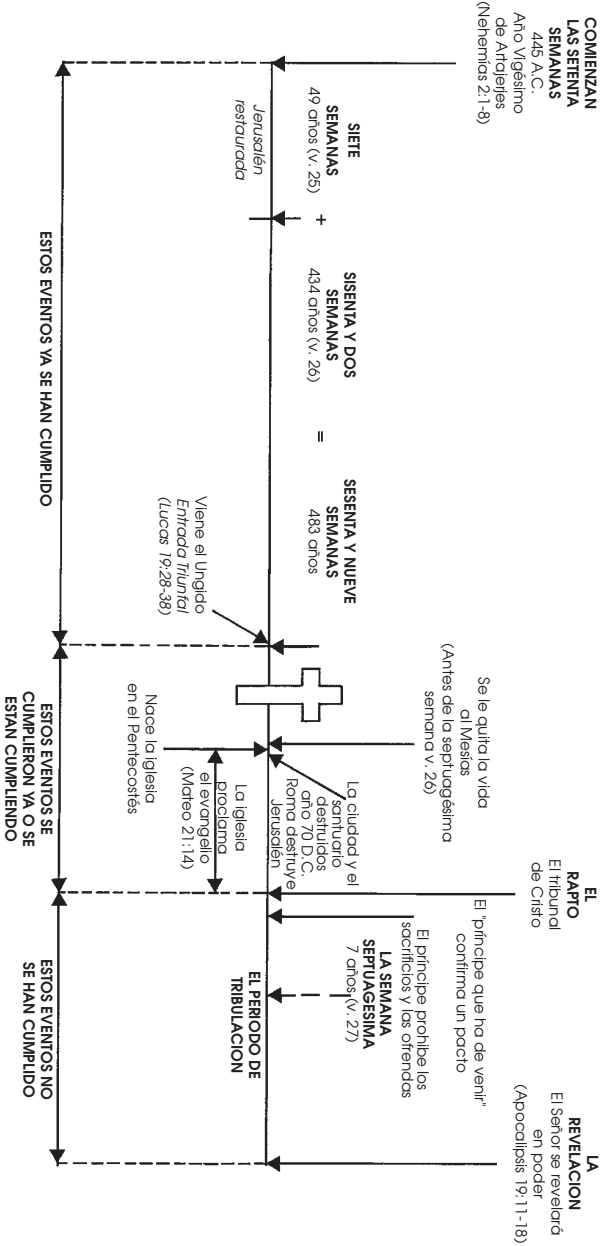 COMIENZAN
LAS SETENTA
SEMANAS
445 A.C.
Año Vigésimo
de Artajerjes
(Nehemías 2:1-8)
SIETE
SEMANAS
49 años (v. 25)
+
SISENTA Y DOS
SEMANAS
434 años (v. 26)
=
SESENTA Y NUEVE
SEMANAS
483 años
Jerusalén
restaurada
Viene el Ungido
Entrada Triunfal
(Lucas 19:28-38)
Se le quita la vida
al Mesías
(Antes de la septuagésima
semana v. 26)
La ciudad y el
santuario
destruidos
año 70 D.C.
Roma destruye
Jerusalén
La iglesia
proclama
el evangelio
(Mateo 21:14)
Nace la iglesia
en el Pentecostés
EL
RAPTO
El tribunal
de Cristo
El "príncipe que ha de venir"
confirma un pacto
El príncipe prohibe los
sacrificios y las ofrendas
LA SEMANA
SEPTUAGESIMA
7 años (v. 27)
EL PERIODO DE
TRIBULACION
LA
REVELACION
El Señor se revelará
en poder
(Apocalipsis 19:11-18)
ESTOS EVENTOS YA SE HAN CUMPLIDO
ESTOS EVENTOS SE
CUMPLIERON YA O SE
ESTAN CUMPLIENDO
ESTOS EVENTOS NO
SE HAN CUMPLIDO